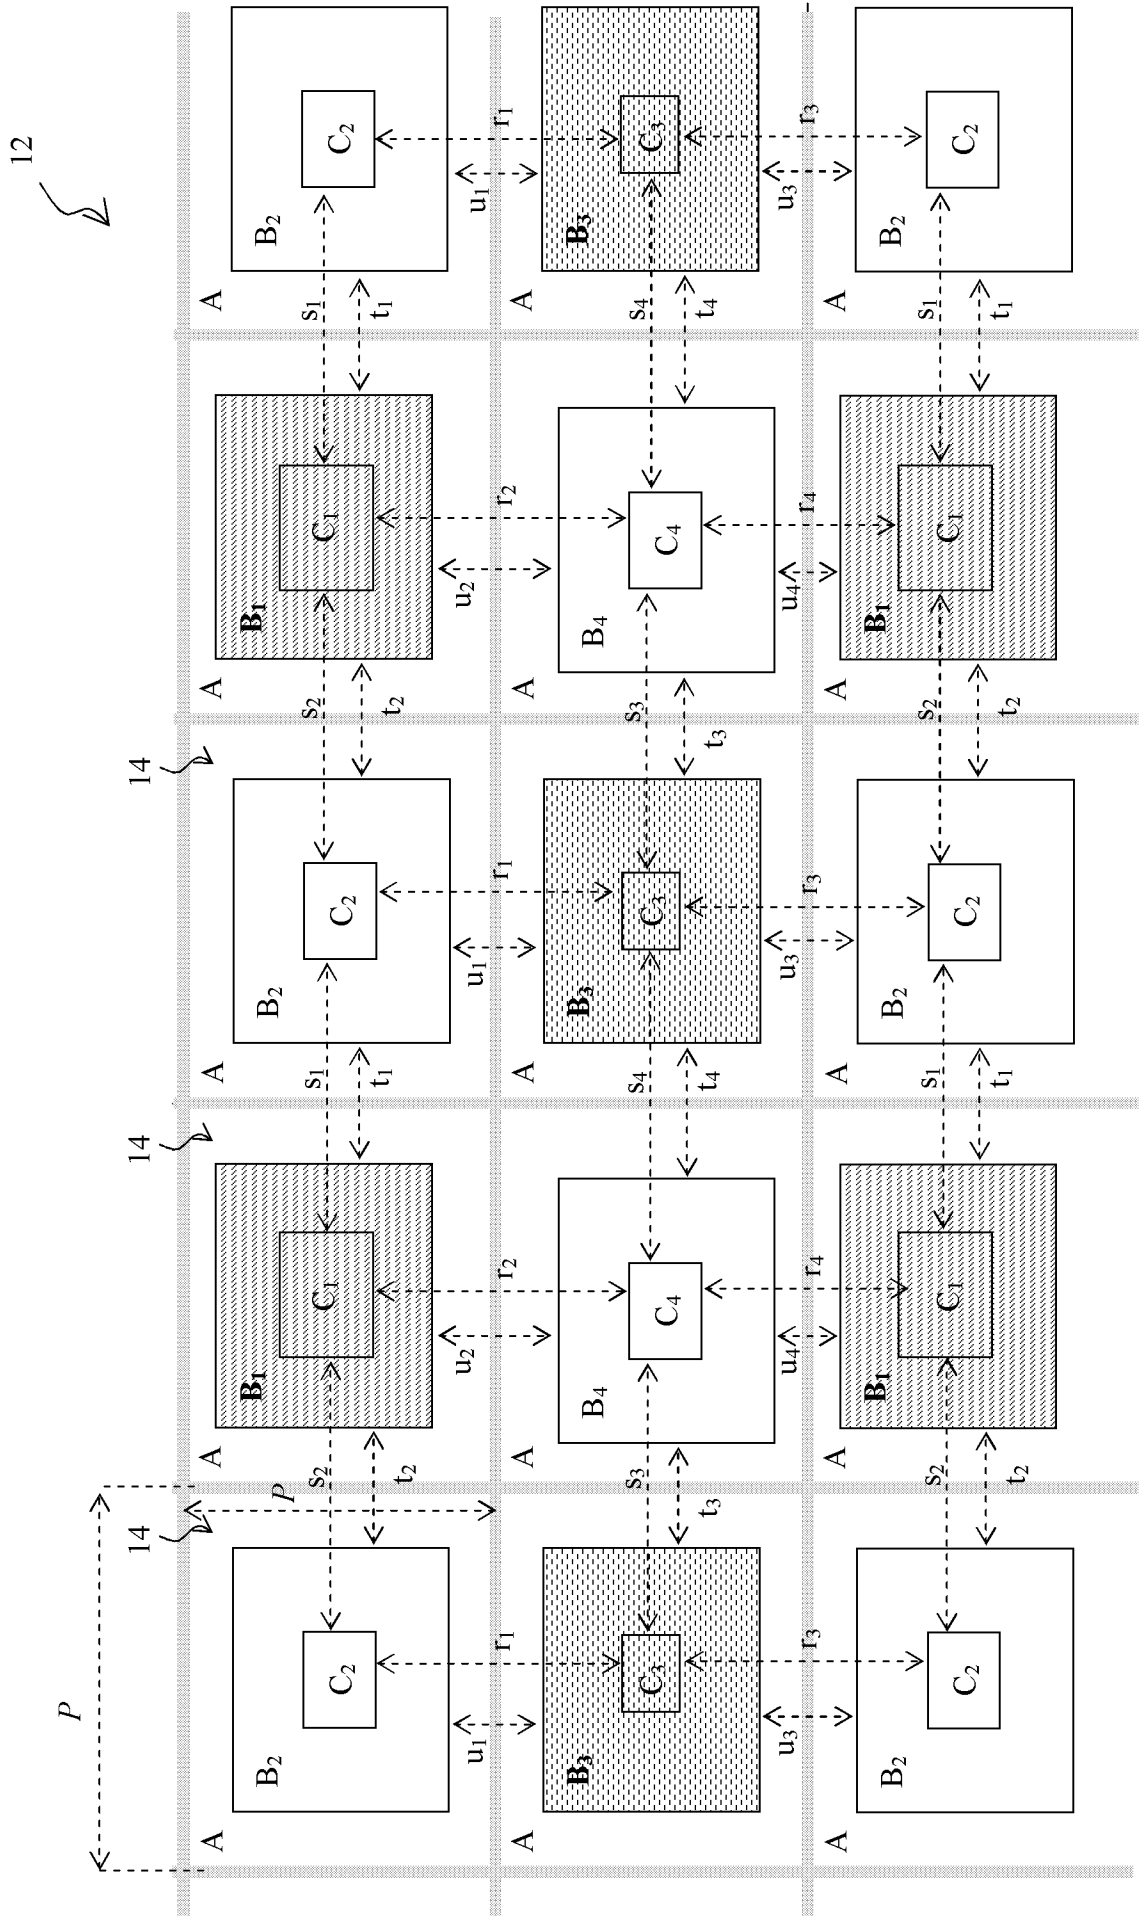 12
P
14 14 14
A A A A A
B2 B1 B2 B1 B2
P
C2 s2 C1 s1 C2 s2 C1 s1 C2
t2 t1 t2 t1
u1 u2 u1 u2 u1
r1 r2 r1 r2 r1
A A A A A
B3 B4 B3 B4 B3
C3 s3 C4 s4 C3 s3 C4 s4 C3
t3 t4 t3 t4
u3 u4 u3 u4 u3
r3 r4 r3 r4 r3
A A A A A
B2 B1 B2 B1 B2
C2 s2 C1 s1 C2 s2 C1 s1 C2
t2 t1 t2 t1